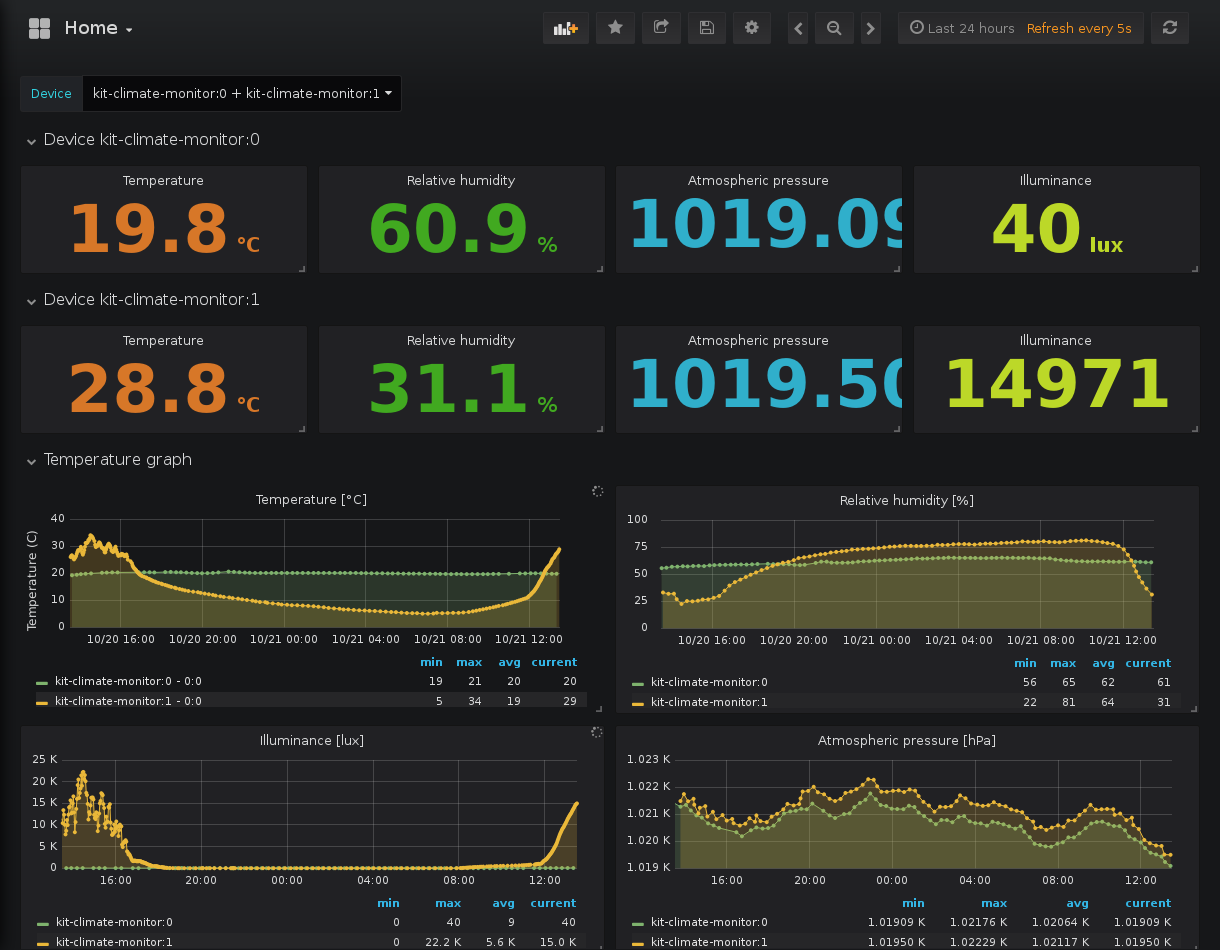 Home
Last 24 hours Refresh every 5s
Device kit-climate-monitor:0 + kit-climate-monitor:1
Device kit-climate-monitor:0
Temperature
19.8 °C
Relative humidity
60.9 %
Atmospheric pressure
1019.09
Illuminance
40 lux
Device kit-climate-monitor:1
Temperature
28.8 °C
Relative humidity
31.1 %
Atmospheric pressure
1019.50
Illuminance
14971
Temperature graph
Temperature [°C]
Temperature (C)
40
30
20
10
0
10/20 16:00 10/20 20:00 10/21 00:00 10/21 04:00 10/21 08:00 10/21 12:00
min max avg current
kit-climate-monitor:0 - 0:0 19 21 20 20
kit-climate-monitor:1 - 0:0 5 34 19 29
Relative humidity [%]
100
75
50
25
0
10/20 16:00 10/20 20:00 10/21 00:00 10/21 04:00 10/21 08:00 10/21 12:00
min max avg current
kit-climate-monitor:0 56 65 62 61
kit-climate-monitor:1 22 81 64 31
Illuminance [lux]
25 K
20 K
15 K
10 K
5 K
0
16:00 20:00 00:00 04:00 08:00 12:00
min max avg current
kit-climate-monitor:0 0 40 9 40
kit-climate-monitor:1 0 22.2 K 5.6 K 15.0 K
Atmospheric pressure [hPa]
1.023 K
1.022 K
1.021 K
1.020 K
1.019 K
16:00 20:00 00:00 04:00 08:00 12:00
min max avg current
kit-climate-monitor:0 1.01909 K 1.02176 K 1.02064 K 1.01909 K
kit-climate-monitor:1 1.01950 K 1.02229 K 1.02117 K 1.01950 K